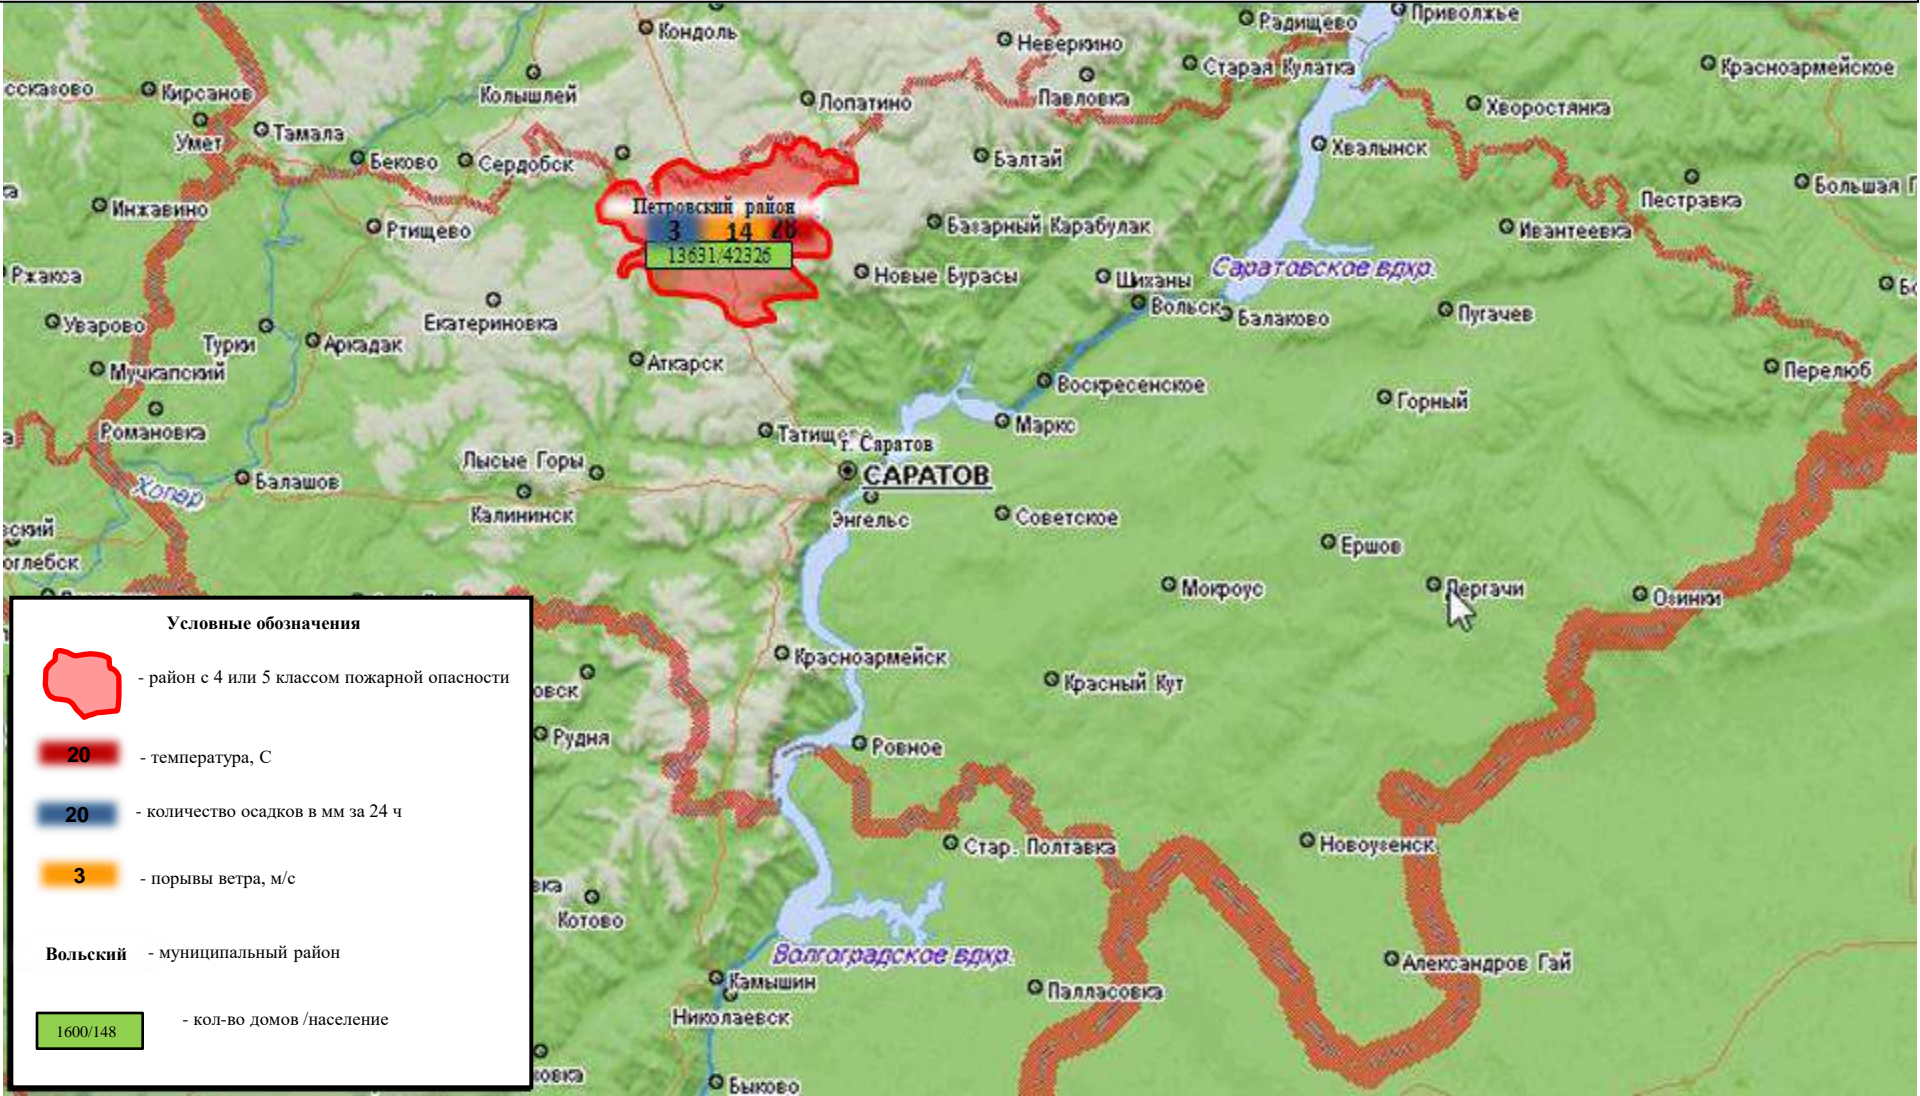 Приволжье
Радищево
Кондоль
Неверкино
Старая Кулатка
Красноармейское
Кирсанов
Колышлей
Лопатино
Павловка
Хворостянка
Умет
Тамала
Беково
Сердобск
Балтай
Хвалынск
Пестравка
Большая Г
Инжавино
Ртищево
Петровский район
3 14 28
13631/42326
Базарный Карабулак
Ивантеевка
Ржакса
Новые Бурасы
Шиханы
Саратовское вдхр.
Уварово
Турки
Аркадак
Екатериновка
Вольск
Балаково
Пугачев
Мучкапский
Аткарск
Воскресенское
Перелюб
Горный
Романовка
Татищево
Маркс
г. Саратов
САРАТОВ
Лысые Горы
Хопер
Балашов
Калининск
Энгельс
Советское
Ершов
Мокроус
Дергачи
Озинки
Красноармейск
Красный Кут
Рудня
Ровное
Стар. Полтавка
Новоузенск
Котово
Волгоградское вдхр.
Александров Гай
Камышин
Палласовка
Николаевск
Быково
Условные обозначения
- район с 4 или 5 классом пожарной опасности
20 - температура, С
20 - количество осадков в мм за 24 ч
3 - порывы ветра, м/с
Вольский - муниципальный район
1600/148 - кол-во домов /население